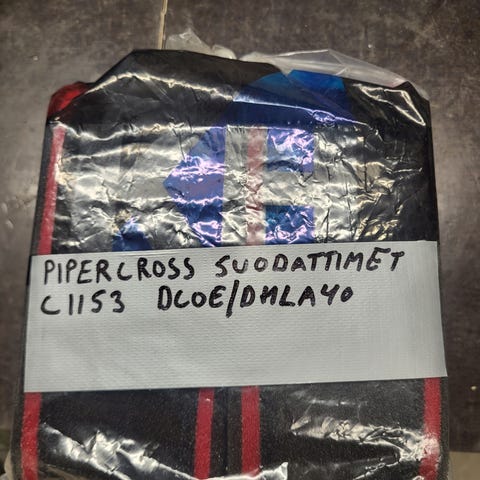 PIPERCROSS SUODATTIMET
C1153 DCOE/DHLA40